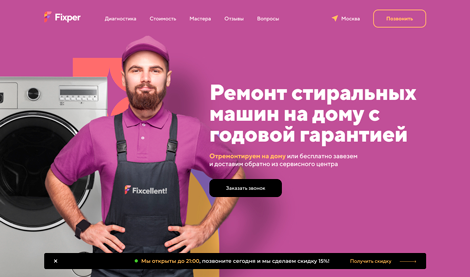 Fixper
Диагностика Стоимость Мастера Отзывы Вопросы Москва Позвонить
Ремонт стиральных
машин на дому с
годовой гарантией
Отремонтируем на дому или бесплатно завезем
и доставим обратно из сервисного центра
Заказать звонок
Fixcellent!
Мы открыты до 21:00, позвоните сегодня и мы сделаем скидку 15%! Получить скидку